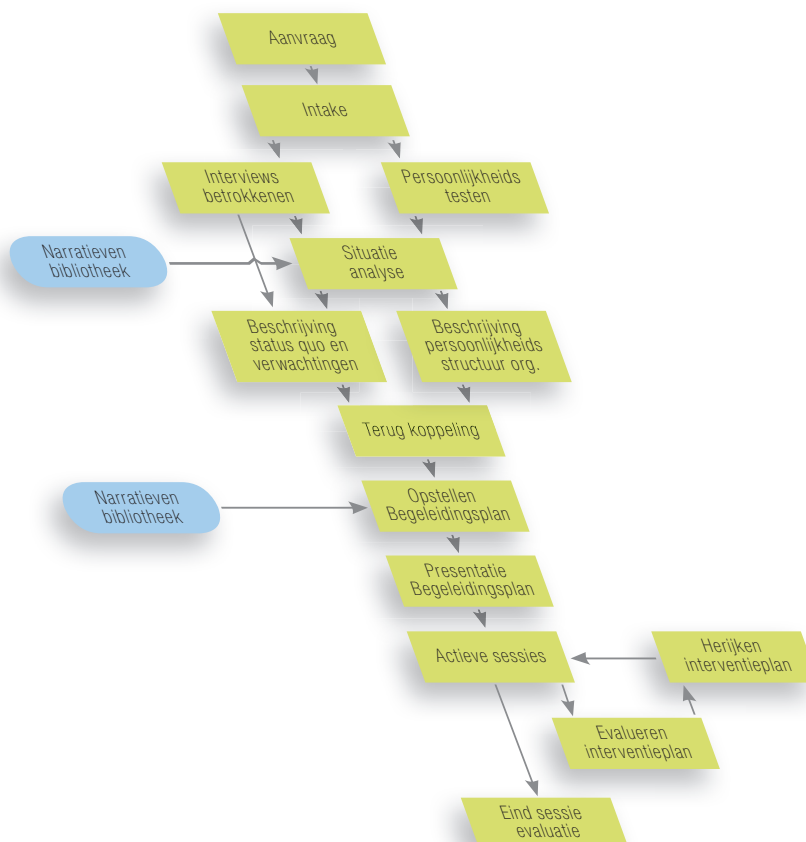 Aanvraag
Intake
Interviews
betrokkenen
Persoonlijkheids
testen
Narratieven
bibliotheek
Situatie
analyse
Beschrijving
status quo en
verwachtingen
Beschrijving
persoonlijkheids
structuur org.
Terug koppeling
Narratieven
bibliotheek
Opstellen
Begeleidingsplan
Presentatie
Begeleidingsplan
Actieve sessies
Herijken
interventieplan
Evalueren
interventieplan
Eind sessie
evaluatie